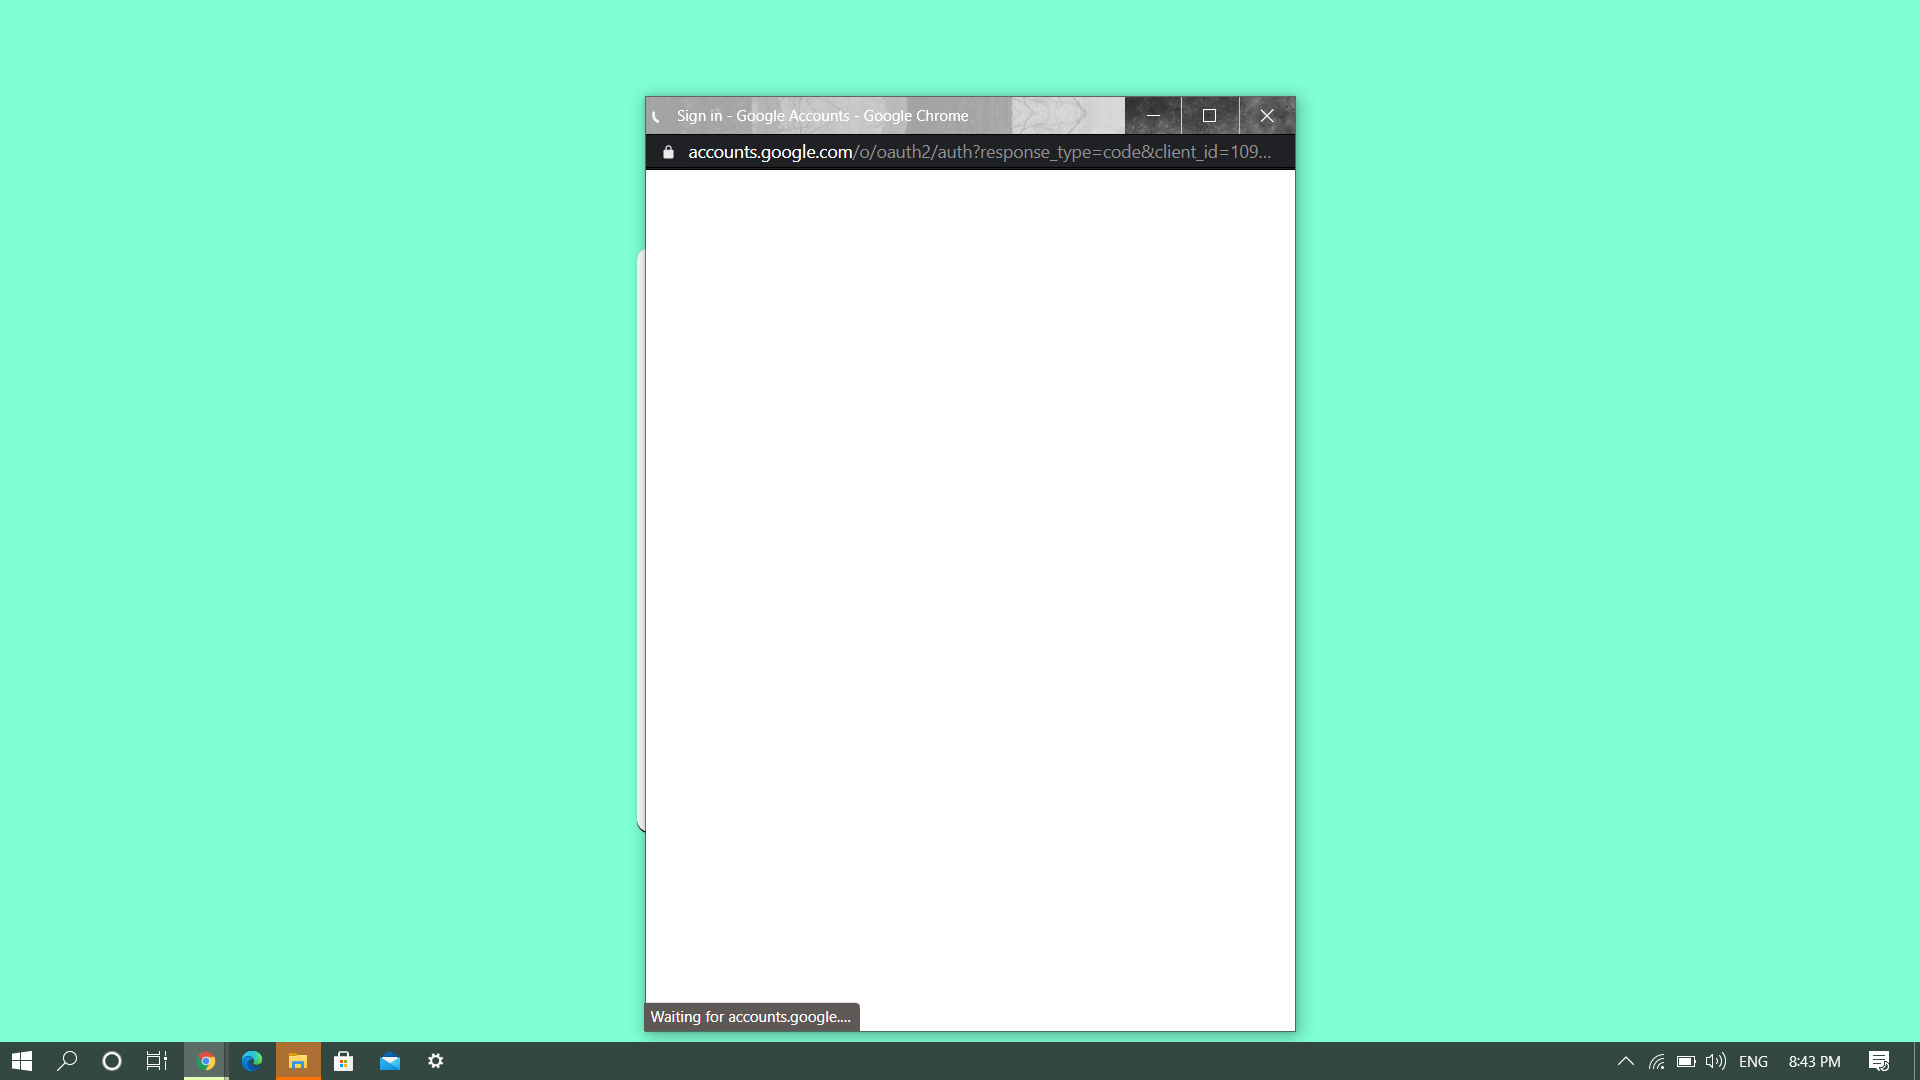 Sign in - Google Accounts - Google Chrome
accounts.google.com/o/oauth2/auth?response_type=code&client_id=109...
Waiting for accounts.google....
ENG
8:43 PM